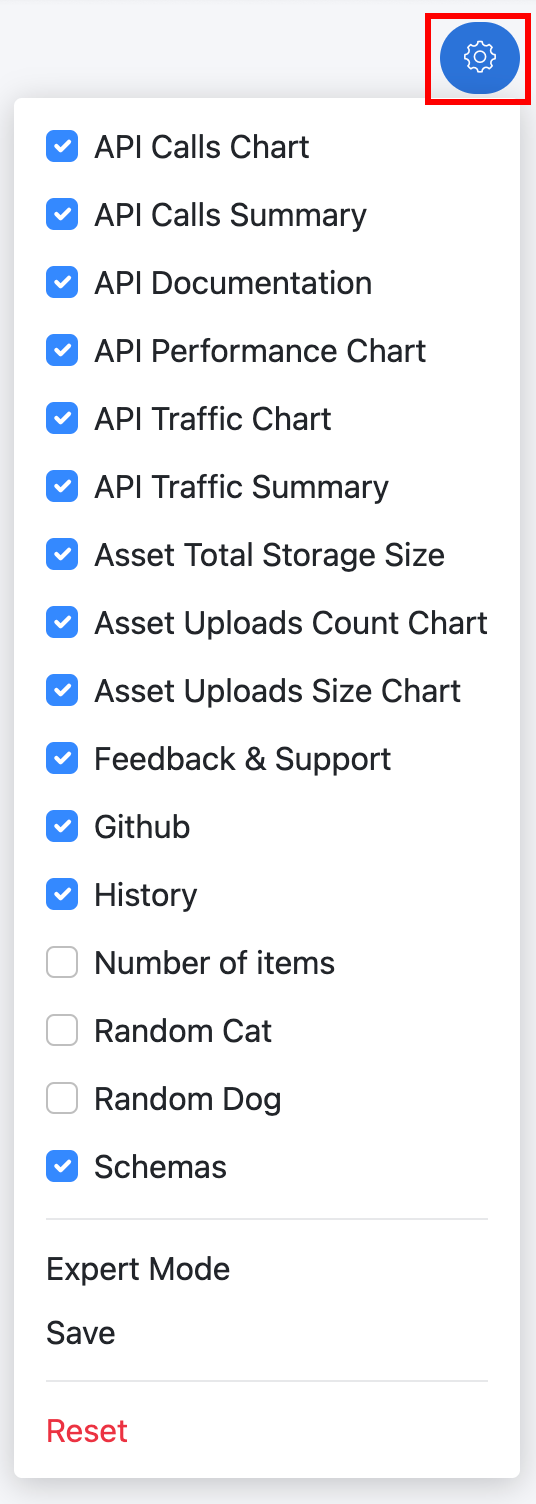 API Calls Chart
API Calls Summary
API Documentation
API Performance Chart
API Traffic Chart
API Traffic Summary
Asset Total Storage Size
Asset Uploads Count Chart
Asset Uploads Size Chart
Feedback & Support
Github
History
Number of items
Random Cat
Random Dog
Schemas
Expert Mode
Save
Reset